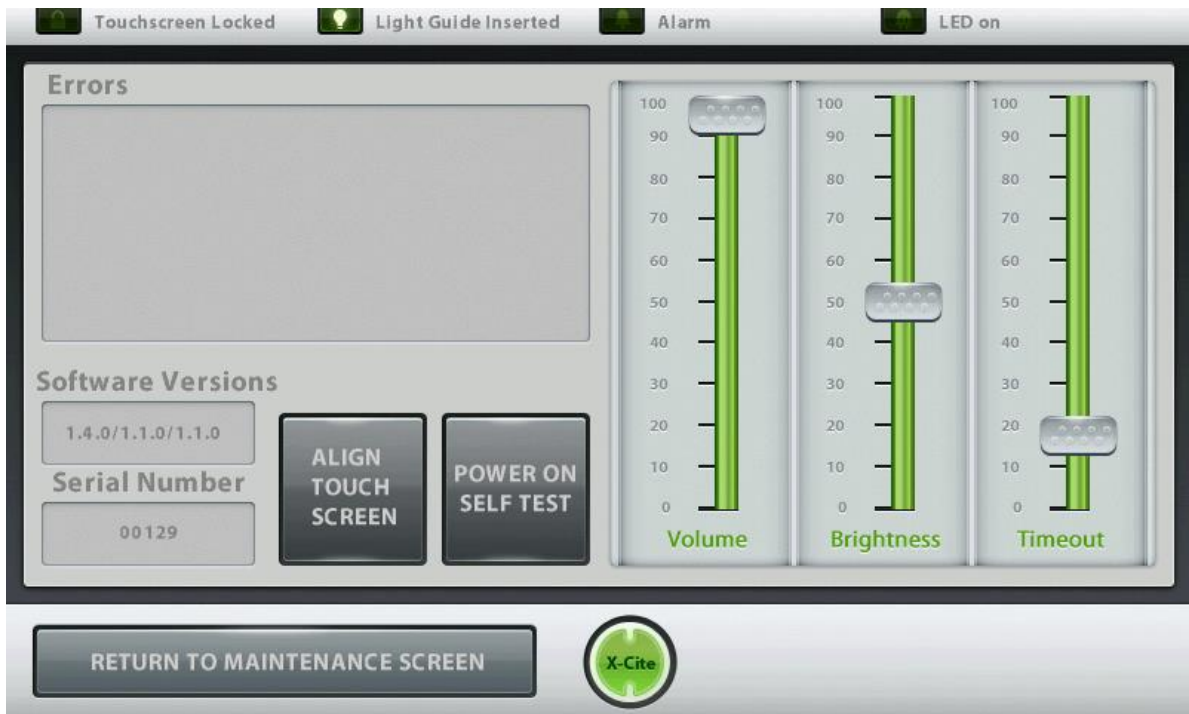 Touchscreen Locked
Light Guide Inserted
Alarm
LED on
Errors
100
90
80
70
60
50
40
30
20
10
0
Volume
100
90
80
70
60
50
40
30
20
10
0
Brightness
100
90
80
70
60
50
40
30
20
10
0
Timeout
Software Versions
1.4.0/1.1.0/1.1.0
Serial Number
00129
ALIGN
TOUCH
SCREEN
POWER ON
SELF TEST
RETURN TO MAINTENANCE SCREEN
X-Cite